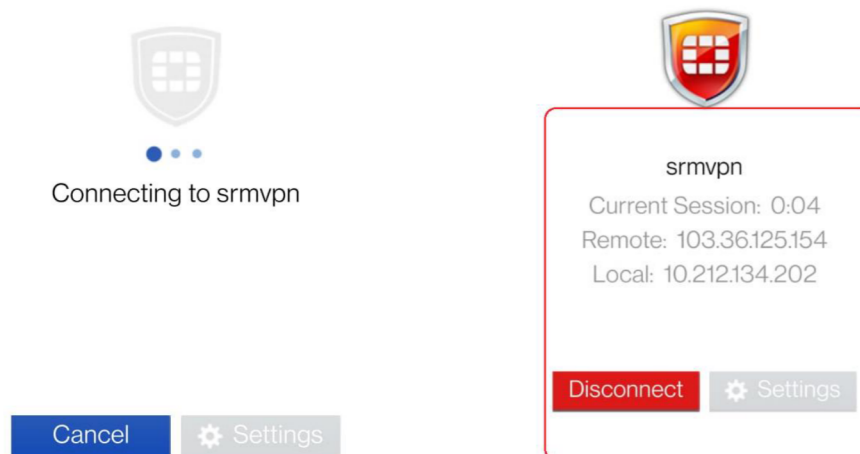 Connecting to srmvpn
Cancel
Settings
srmvpn
Current Session: 0:04
Remote: 103.36.125.154
Local: 10.212.134.202
Disconnect
Settings